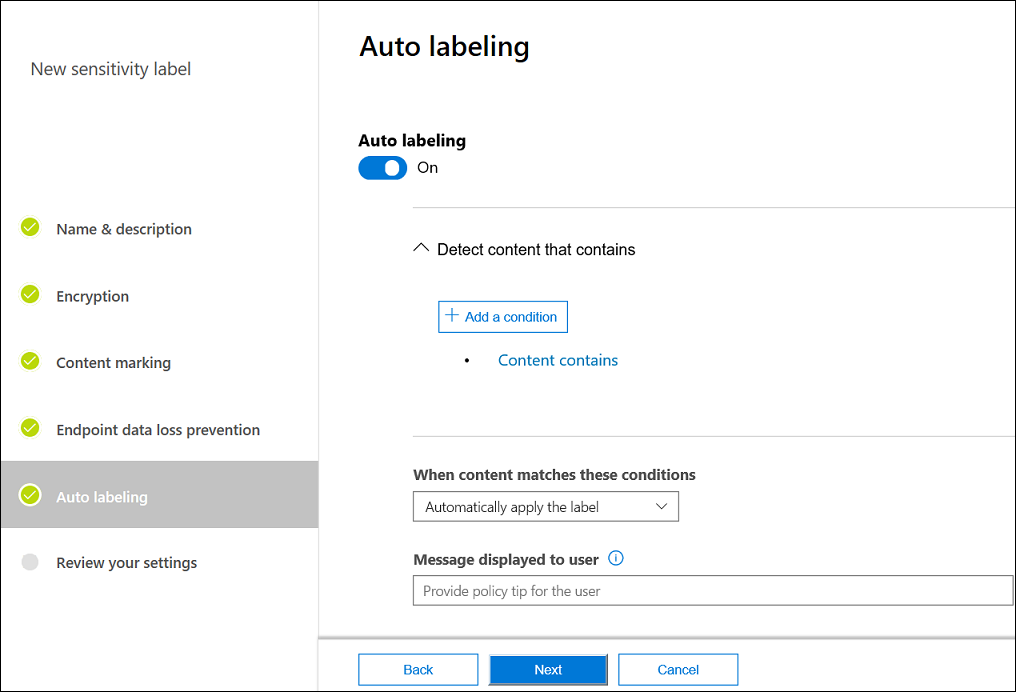 New sensitivity label
Name & description
Encryption
Content marking
Endpoint data loss prevention
Auto labeling
Review your settings
Auto labeling
Auto labeling
On
Detect content that contains
+ Add a condition
• Content contains
When content matches these conditions
Automatically apply the label
Message displayed to user
Provide policy tip for the user
Back
Next
Cancel